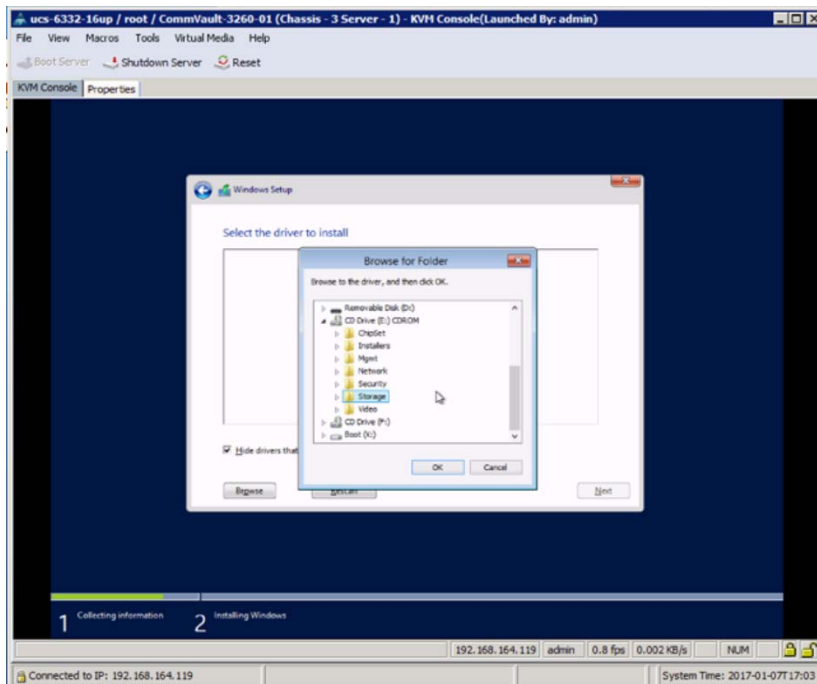 ucs-6332-16up / root / CommVault-3260-01 (Chassis - 3 Server - 1) - KVM Console(Launched By: admin)
File View Macros Tools Virtual Media Help
Boot Server Shutdown Server Reset
KVM Console Properties
Windows Setup
Select the driver to install
Browse for Folder
Browse to the driver, and then click OK.
Removable Disk (D:)
CD Drive (E:) CDROM
ChipSet
Installers
Mgmt
Network
Security
Storage
Video
CD Drive (F:)
Boot (X:)
Hide drivers that
OK Cancel
Browse Rescan Next
1 Collecting information 2 Installing Windows
192.168.164.119 admin 0.8 fps 0.002 KB/s NUM
Connected to IP: 192.168.164.119 System Time: 2017-01-07T17:03